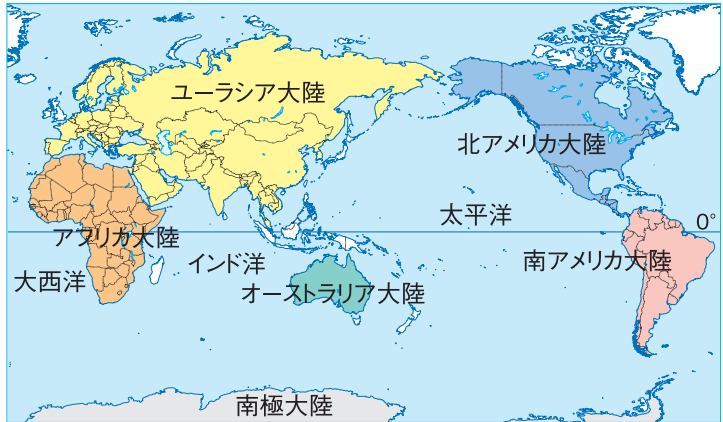 ユーラシア大陸
北アメリカ大陸
太平洋
0°
アフリカ大陸
インド洋
南アメリカ大陸
大西洋
オーストラリア大陸
南極大陸